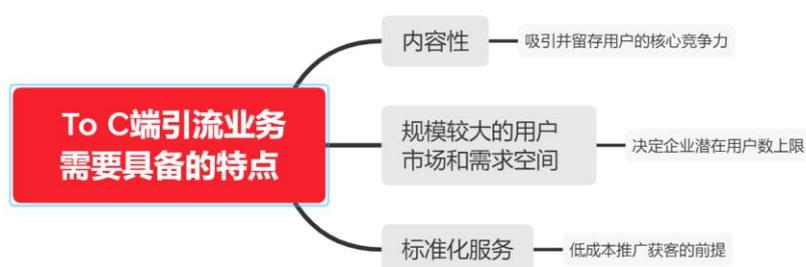 To C端引流业务
需要具备的特点
内容性
吸引并留存用户的核心竞争力
规模较大的用户
市场和需求空间
决定企业潜在用户数上限
标准化服务
低成本推广获客的前提